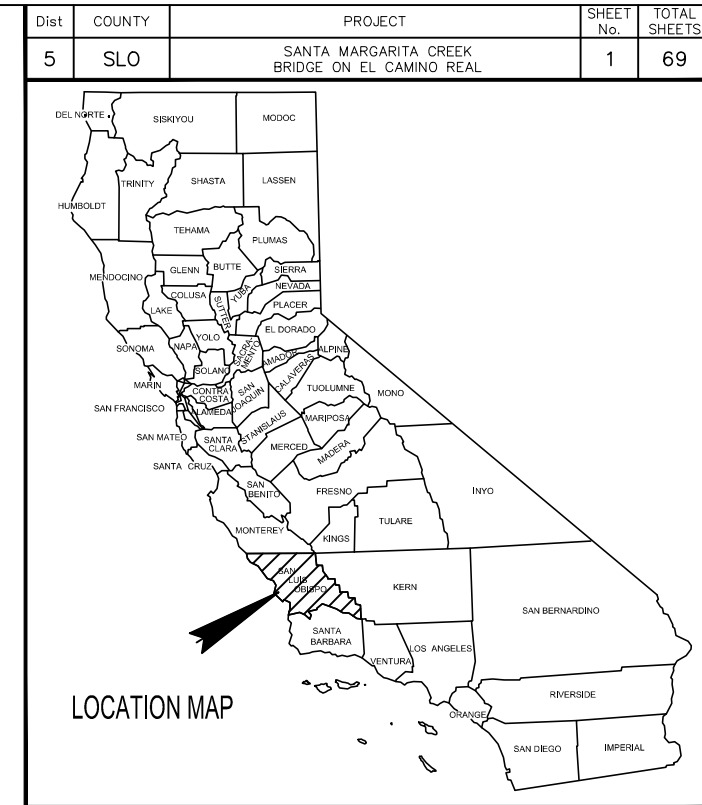 Dist COUNTY PROJECT SHEET No. TOTAL SHEETS
5 SLO SANTA MARGARITA CREEK BRIDGE ON EL CAMINO REAL 1 69
DEL NORTE
SISKIYOU
MODOC
HUMBOLDT
TRINITY
SHASTA
LASSEN
TEHAMA
PLUMAS
MENDOCINO
GLENN
BUTTE
SIERRA
NEVADA
COLUSA
SUTTER
YUBA
PLACER
LAKE
EL DORADO
SONOMA
NAPA
YOLO
SACRA-
MENTO
AMADOR
ALPINE
SOLANO
CALAVERAS
MARIN
CONTRA
COSTA
SAN
JOAQUIN
TUOLUMNE
MONO
SAN FRANCISCO
ALAMEDA
STANISLAUS
MARIPOSA
SAN MATEO
SANTA
CLARA
MERCED
MADERA
SANTA CRUZ
SAN
BENITO
FRESNO
INYO
MONTEREY
KINGS
TULARE
SAN
LUIS
OBISPO
KERN
SAN BERNARDINO
SANTA
BARBARA
VENTURA
LOS ANGELES
LOCATION MAP
ORANGE
RIVERSIDE
SAN DIEGO
IMPERIAL